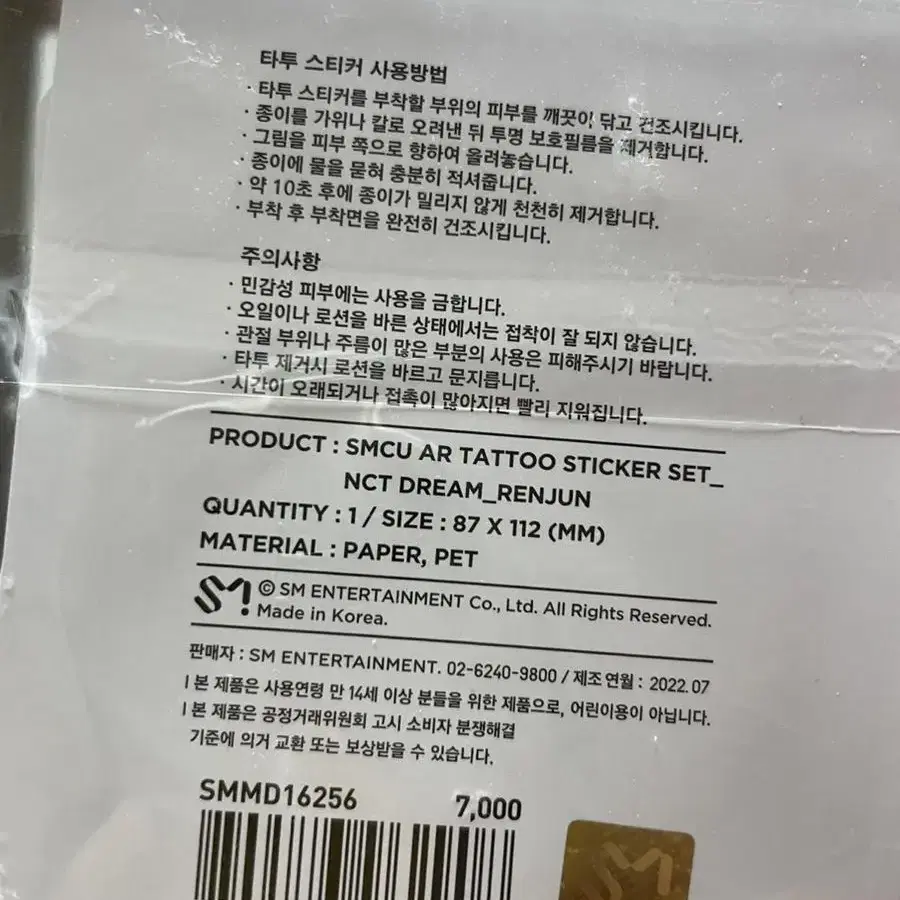 타투 스티커 사용방법
· 타투 스티커를 부착할 부위의 피부를 깨끗이 닦고 건조시킵니다.
· 종이를 가위나 칼로 오려낸 뒤 투명 보호필름을 제거합니다.
· 그림을 피부 쪽으로 향하여 올려놓습니다.
· 종이에 물을 묻혀 충분히 적셔줍니다.
· 약 10초 후에 종이가 밀리지 않게 천천히 제거합니다.
· 부착 후 부착면을 완전히 건조시킵니다.
주의사항
· 민감성 피부에는 사용을 금합니다.
· 오일이나 로션을 바른 상태에서는 접착이 잘 되지 않습니다.
· 관절 부위나 주름이 많은 부분의 사용은 피해주시기 바랍니다.
· 타투 제거시 로션을 바르고 문지릅니다.
· 시간이 오래되거나 접촉이 많아지면 빨리 지워집니다.
PRODUCT : SMCU AR TATTOO STICKER SET_
NCT DREAM_RENJUN
QUANTITY : 1 / SIZE : 87 X 112 (MM)
MATERIAL : PAPER, PET
SM © SM ENTERTAINMENT Co., Ltd. All Rights Reserved.
Made in Korea.
판매자 : SM ENTERTAINMENT. 02-6240-9800 / 제조연월 : 2022.07
| 본 제품은 사용연령 만 14세 이상 분들을 위한 제품으로, 어린이용이 아닙니다.
| 본 제품은 공정거래위원회 고시 소비자 분쟁해결
기준에 의거 교환 또는 보상받을 수 있습니다.
SMMD16256 7,000
SM